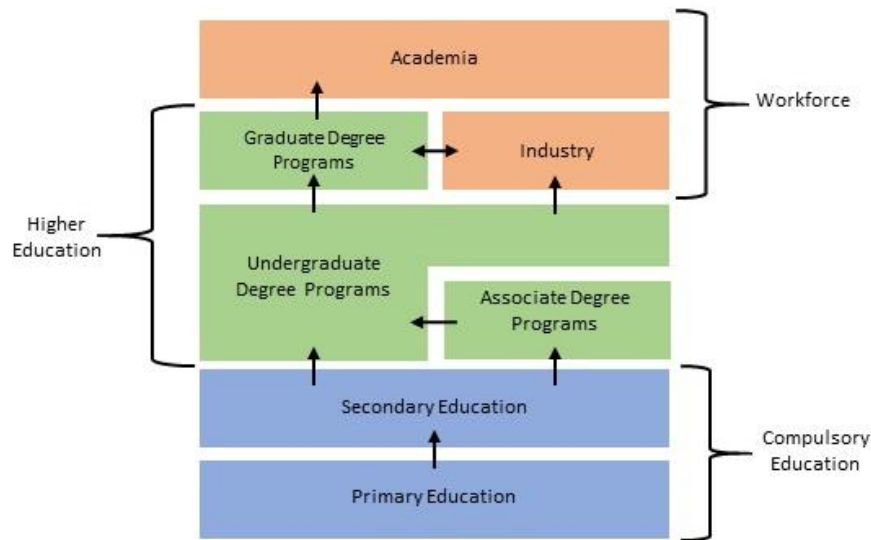 Academia
Workforce
Graduate Degree
Programs
Industry
Higher
Education
Undergraduate
Degree Programs
Associate Degree
Programs
Secondary Education
Compulsory
Education
Primary Education